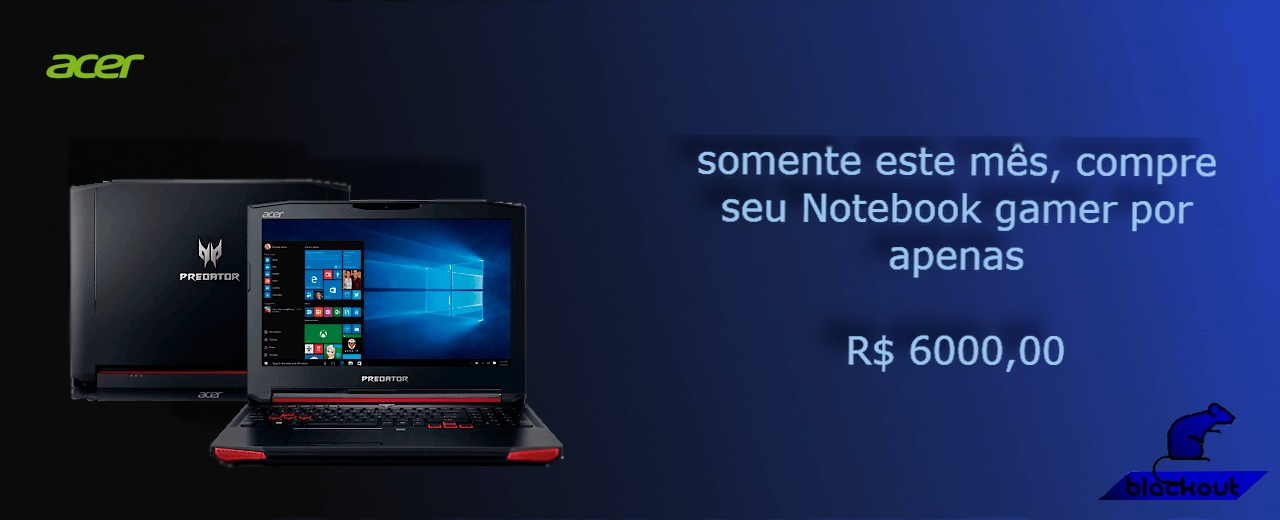 acer
somente este mês, compre
seu Notebook gamer por
apenas
R$ 6000,00
PREDATOR
acer
acer
PREDATOR
blackout